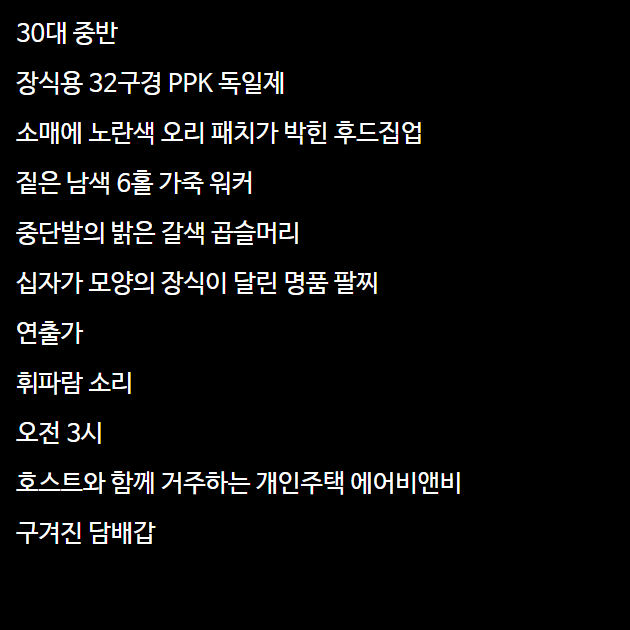 30대 중반
장식용 32구경 PPK 독일제
소매에 노란색 오리 패치가 박힌 후드집업
짙은 남색 6홀 가죽 워커
중단발의 밝은 갈색 곱슬머리
십자가 모양의 장식이 달린 명품 팔찌
연출가
휘파람 소리
오전 3시
호스트와 함께 거주하는 개인주택 에어비앤비
구겨진 담배갑